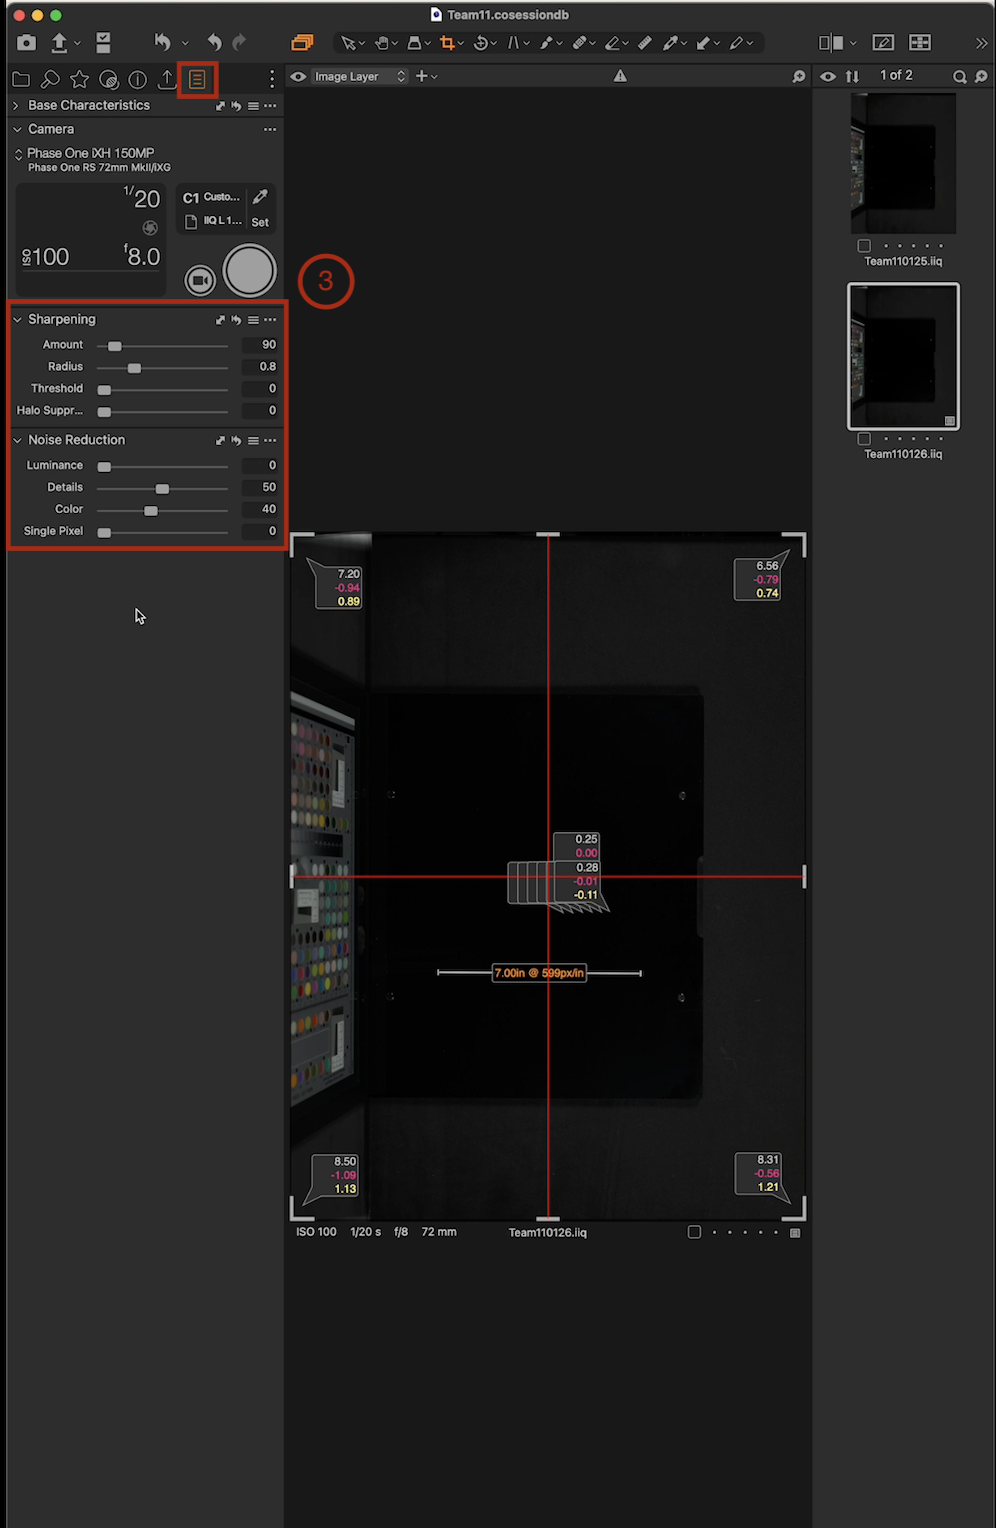 Team11.cosessiondb
Image Layer
1 of 2
Base Characteristics
Camera
Phase One iXH 150MP
Phase One RS 72mm MkII/iXG
1/20
ISO 100
f8.0
C1 Custo...
IIQ L 1...
Set
3
Sharpening
Amount 90
Radius 0.8
Threshold 0
Halo Suppr... 0
Noise Reduction
Luminance 0
Details 50
Color 40
Single Pixel 0
Team110125.iiq
Team110126.iiq
7.20
-0.94
0.89
6.56
-0.79
0.74
0.25
0.00
0.28
-0.01
-0.11
7.00in @ 599px/in
8.50
-1.09
1.13
8.31
-0.56
1.21
ISO 100 1/20 s f/8 72 mm
Team110126.iiq